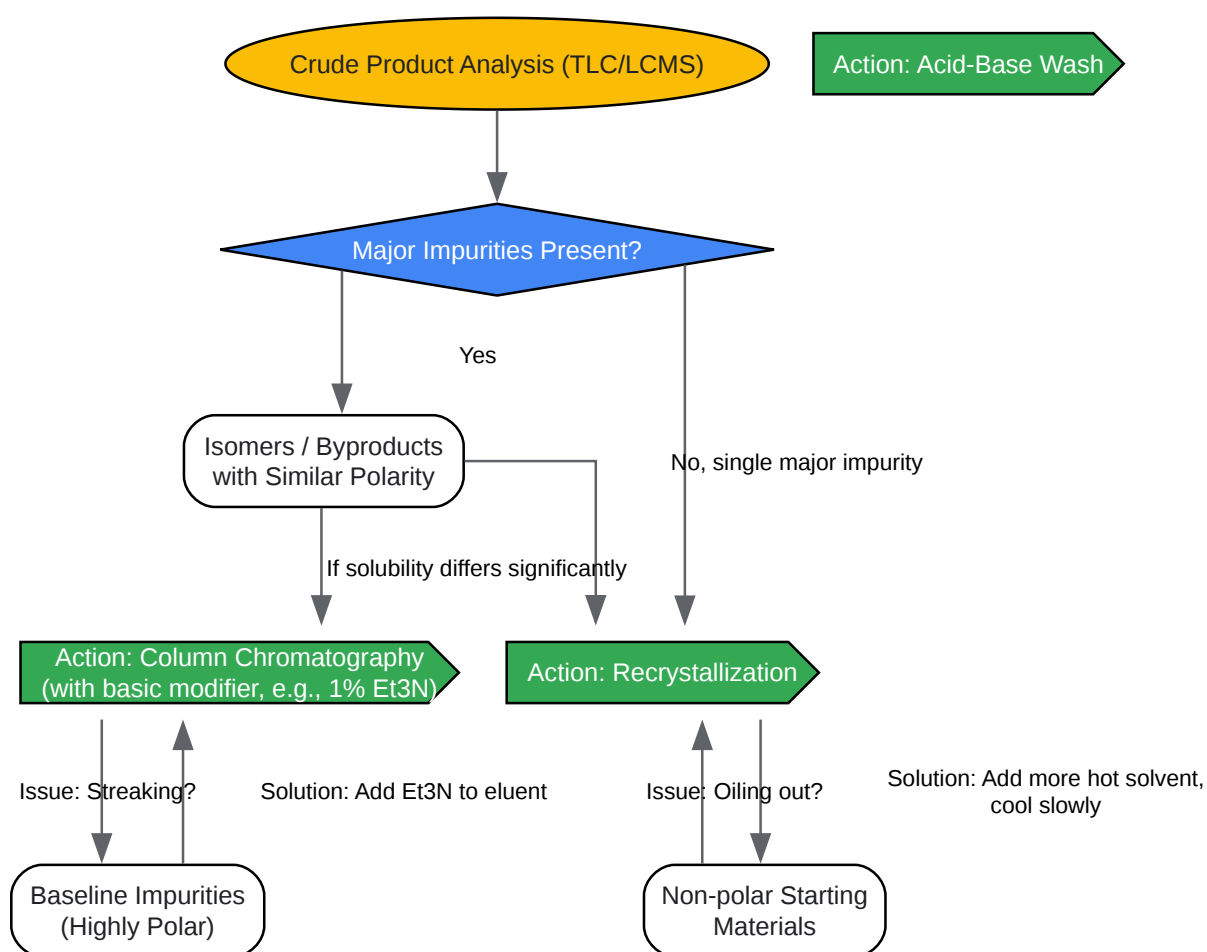 Crude Product Analysis (TLC/LCMS)
Action: Acid-Base Wash
Major Impurities Present?
Yes
Isomers / Byproducts
with Similar Polarity
No, single major impurity
If solubility differs significantly
Action: Column Chromatography
(with basic modifier, e.g., 1% Et3N)
Action: Recrystallization
Issue: Streaking?
Solution: Add Et3N to eluent
Issue: Oiling out?
Solution: Add more hot solvent,
cool slowly
Baseline Impurities
(Highly Polar)
Non-polar Starting
Materials